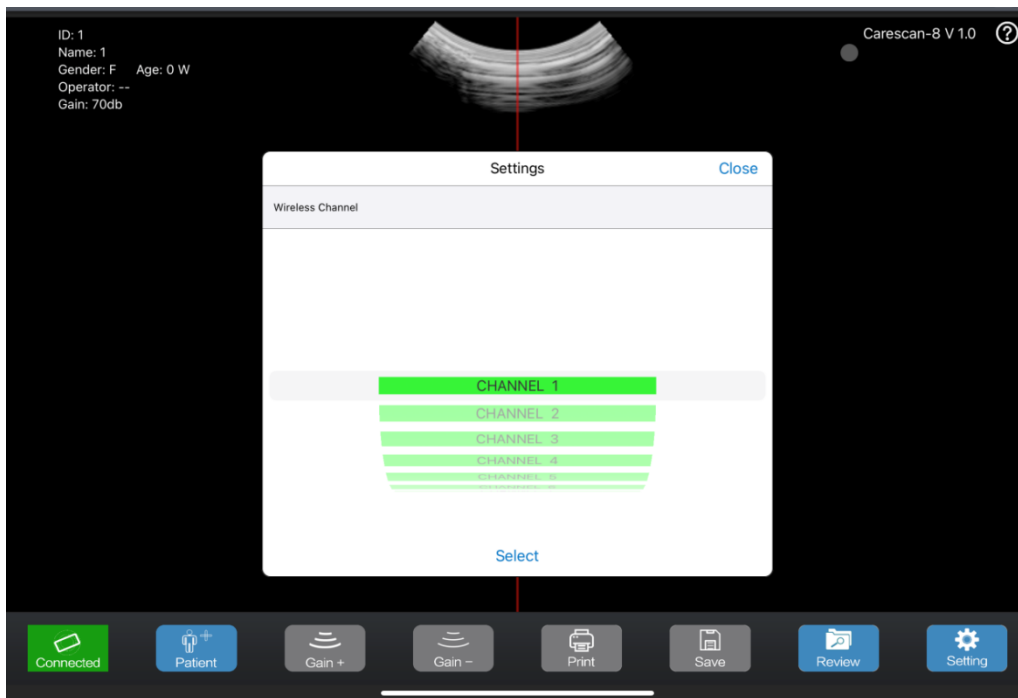 ID: 1
Name: 1
Gender: F Age: 0 W
Operator: --
Gain: 70db
Carescan-8 V 1.0 ?
Settings Close
Wireless Channel
CHANNEL 1
CHANNEL 2
CHANNEL 3
CHANNEL 4
CHANNEL 5
Select
Connected Patient Gain + Gain − Print Save Review Setting